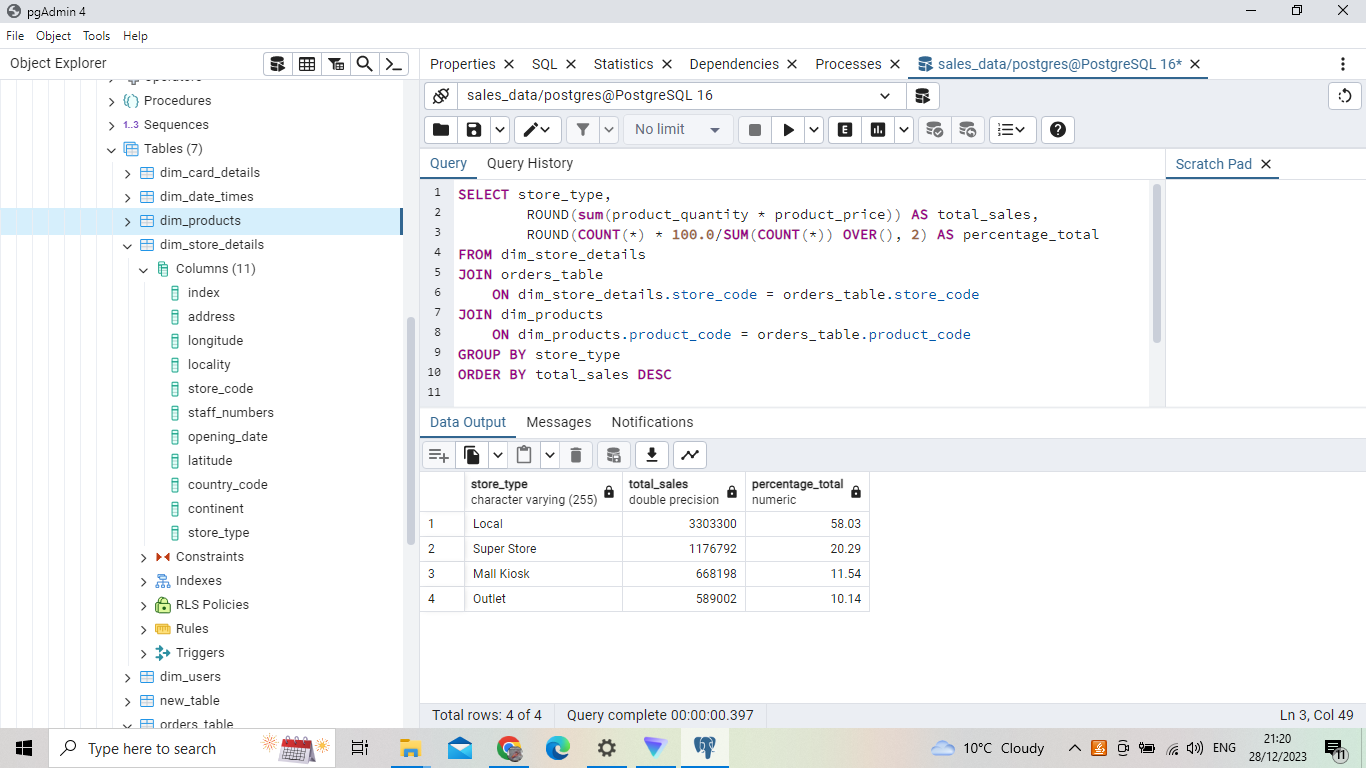 pgAdmin 4
File Object Tools Help
Object Explorer
Properties SQL Statistics Dependencies Processes sales_data/postgres@PostgreSQL 16*
sales_data/postgres@PostgreSQL 16
No limit
E
Query Query History
Scratch Pad
Operators
Procedures
1..3 Sequences
Tables (7)
dim_card_details
dim_date_times
dim_products
dim_store_details
Columns (11)
index
address
longitude
locality
store_code
staff_numbers
opening_date
latitude
country_code
continent
store_type
Constraints
Indexes
RLS Policies
Rules
Triggers
dim_users
new_table
orders_table
1 SELECT store_type,
2 ROUND(sum(product_quantity * product_price)) AS total_sales,
3 ROUND(COUNT(*) * 100.0/SUM(COUNT(*)) OVER(), 2) AS percentage_total
4 FROM dim_store_details
5 JOIN orders_table
6 ON dim_store_details.store_code = orders_table.store_code
7 JOIN dim_products
8 ON dim_products.product_code = orders_table.product_code
9 GROUP BY store_type
10 ORDER BY total_sales DESC
11
Data Output Messages Notifications
store_type total_sales percentage_total
character varying (255) double precision numeric
1 Local 3303300 58.03
2 Super Store 1176792 20.29
3 Mall Kiosk 668198 11.54
4 Outlet 589002 10.14
Total rows: 4 of 4 Query complete 00:00:00.397 Ln 3, Col 49
Type here to search
10°C Cloudy
ENG
21:20
28/12/2023
11